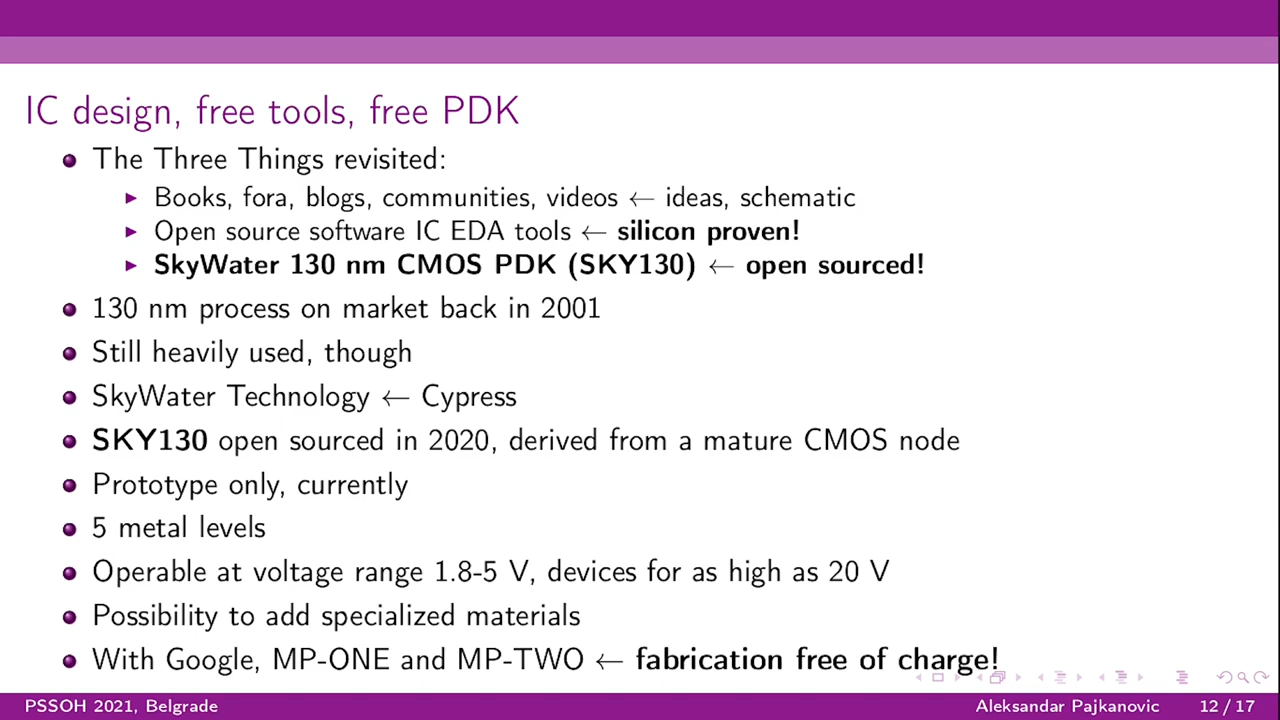 IC design, free tools, free PDK
The Three Things revisited:
Books, fora, blogs, communities, videos ← ideas, schematic
Open source software IC EDA tools ← silicon proven!
SkyWater 130 nm CMOS PDK (SKY130) ← open sourced!
130 nm process on market back in 2001
Still heavily used, though
SkyWater Technology ← Cypress
SKY130 open sourced in 2020, derived from a mature CMOS node
Prototype only, currently
5 metal levels
Operable at voltage range 1.8-5 V, devices for as high as 20 V
Possibility to add specialized materials
With Google, MP-ONE and MP-TWO ← fabrication free of charge!
PSSOH 2021, Belgrade
Aleksandar Pajkanovic
12 / 17